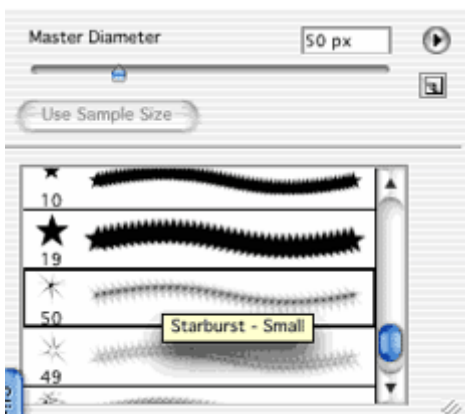 Master Diameter
50 px
Use Sample Size
10
19
50
Starburst - Small
49